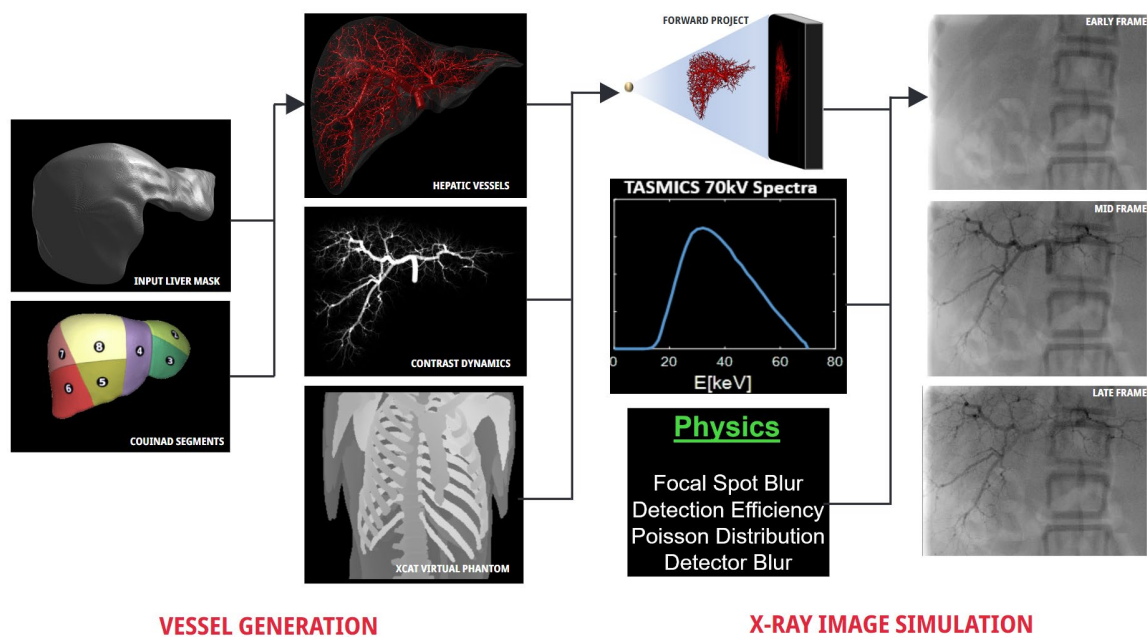 INPUT LIVER MASK
7
8
4
2
3
6
5
COUINAD SEGMENTS
HEPATIC VESSELS
CONTRAST DYNAMICS
XCAT VIRTUAL PHANTOM
VESSEL GENERATION
FORWARD PROJECT
TASMICS 70kV Spectra
0
20
40
60
80
E[keV]
Physics
Focal Spot Blur
Detection Efficiency
Poisson Distribution
Detector Blur
EARLY FRAME
MID FRAME
LATE FRAME
X-RAY IMAGE SIMULATION